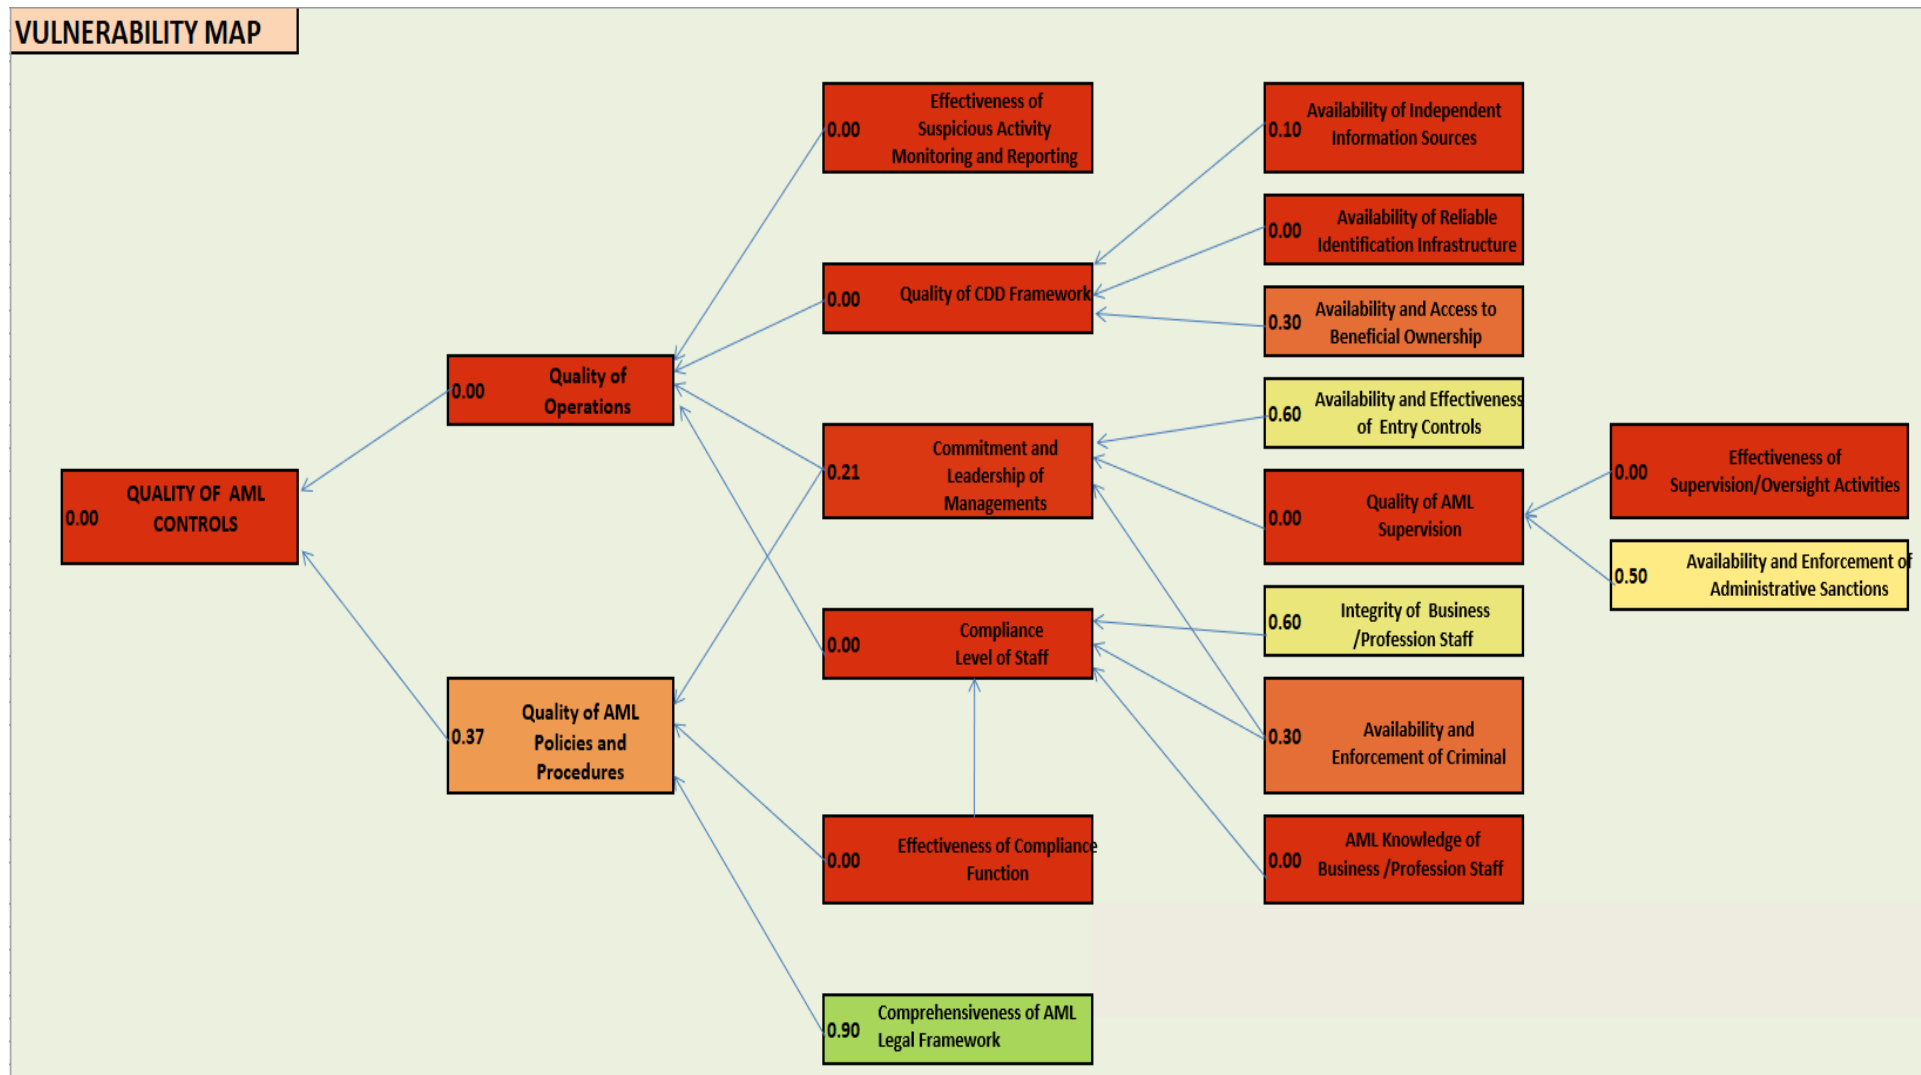 VULNERABILITY MAP
0.00
QUALITY OF AML
CONTROLS
0.00
Quality of
Operations
0.37
Quality of AML
Policies and
Procedures
0.00
Effectiveness of
Suspicious Activity
Monitoring and Reporting
0.00
Quality of CDD Framework
0.21
Commitment and
Leadership of
Managements
0.00
Compliance
Level of Staff
0.00
Effectiveness of Compliance
Function
0.90
Comprehensiveness of AML
Legal Framework
0.10
Availability of Independent
Information Sources
0.00
Availability of Reliable
Identification Infrastructure
0.30
Availability and Access to
Beneficial Ownership
0.60
Availability and Effectiveness
of Entry Controls
0.00
Quality of AML
Supervision
0.60
Integrity of Business
/Profession Staff
0.30
Availability and
Enforcement of Criminal
0.00
AML Knowledge of
Business /Profession Staff
0.00
Effectiveness of
Supervision/Oversight Activities
0.50
Availability and Enforcement of
Administrative Sanctions